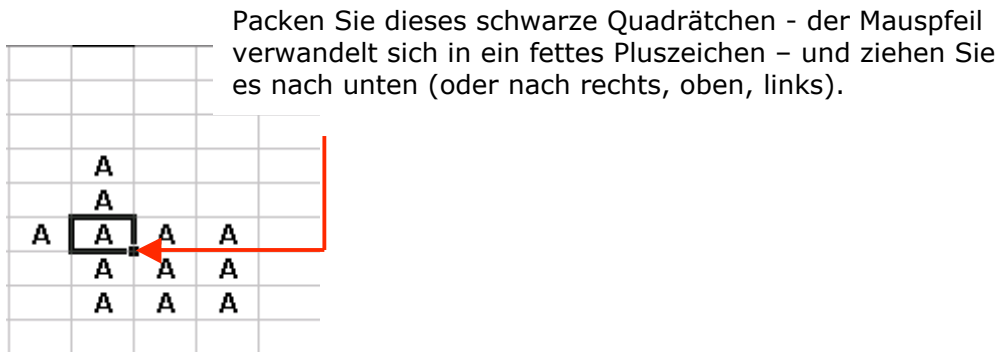 Packen Sie dieses schwarze Quadrätchen - der Mauspfeil
verwandelt sich in ein fettes Pluszeichen – und ziehen Sie
es nach unten (oder nach rechts, oben, links).
A
A
A A A A
A A A
A A A